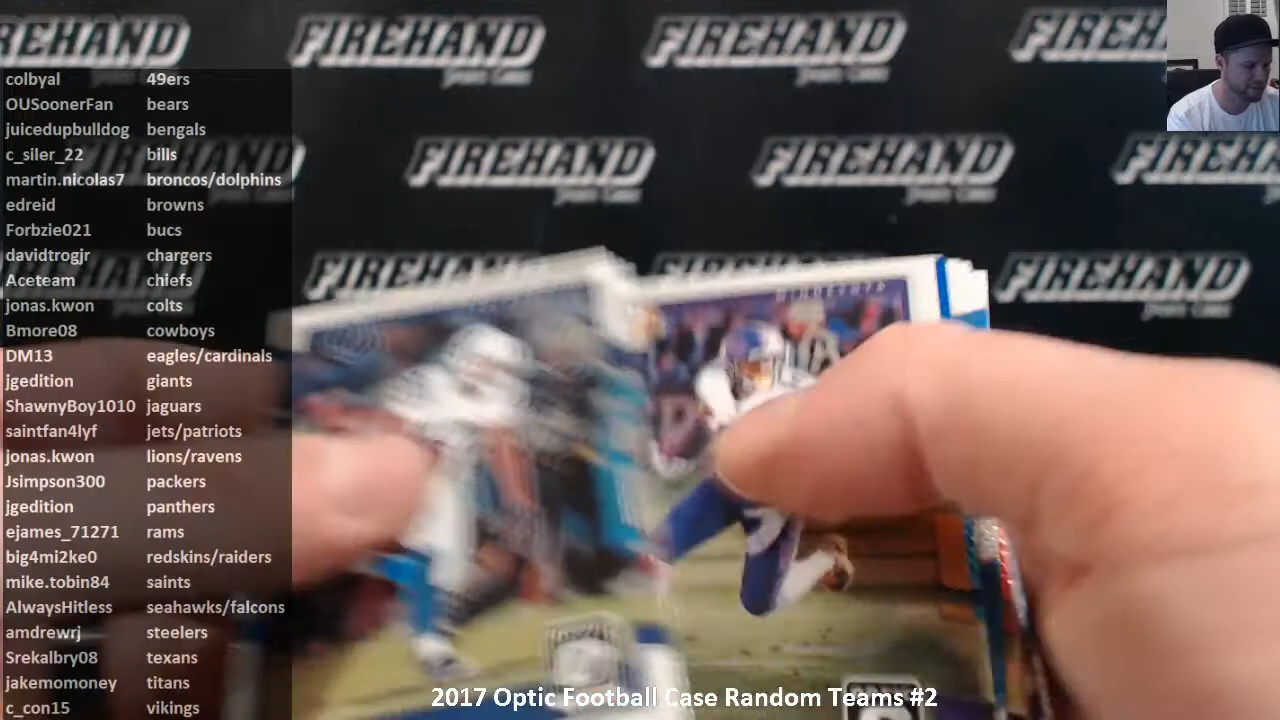 FIREHAND
FIREHAND
FIREHAND
FIREHAND
FIREHAND
FIREHAND
FIREHAND
FIREHAND
FIREHAND
FIREHAND
colbyal 49ers
OUSoonerFan bears
juicedupbulldog bengals
c_siler_22 bills
martin.nicolas7 broncos/dolphins
edreid browns
Forbzie021 bucs
davidtrogjr chargers
Aceteam chiefs
jonas.kwon colts
Bmore08 cowboys
DM13 eagles/cardinals
jgedition giants
ShawnyBoy1010 jaguars
saintfan4lyf jets/patriots
jonas.kwon lions/ravens
Jsimpson300 packers
jgedition panthers
ejames_71271 rams
big4mi2ke0 redskins/raiders
mike.tobin84 saints
AlwaysHitless seahawks/falcons
amdrewrj steelers
Srekalbry08 texans
jakemomoney titans
c_con15 vikings
MINNESOTA
2017 Optic Football Case Random Teams #2